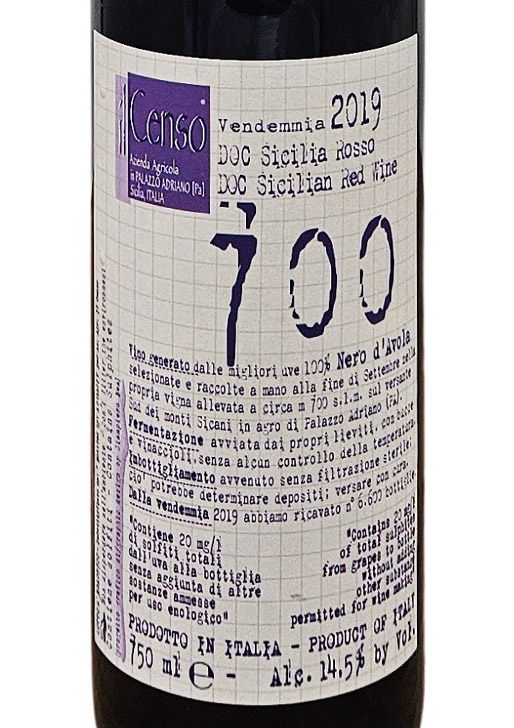 il Censo
Azienda Agricola
in PALAZZO ADRIANO [Pa]
Sicilia, ITALIA
Vendemmia 2019
DOC Sicilia Rosso
DOC Sicilian Red Wine
700
Vino generato dalle migliori uve 100% Nero d'Avola
selezionate e raccolte a mano alla fine di Settembre nella
propria vigna allevata a circa m 700 s.l.m. sul versante
Sud dei monti Sicani in agro di Palazzo Adriano (Pa).
Fermentazione avviata dai propri lieviti, con bucce
e vinaccioli, senza alcun controllo della temperatura.
Imbottigliamento avvenuto senza filtrazione sterile;
cio' potrebbe determinare depositi; versare con cura.
Dalla vendemmia 2019 abbiamo ricavato n° 6.600 bottiglie.
"Contiene 20 mg/l
di solfiti totali
dall'uva alla bottiglia
senza aggiunta di altre
sostanze ammesse
per uso enologico"
"Contains 20 mg/l
of total sulphites
from grapes to bottle
without adding
other substances
permitted for wine making"
PRODOTTO IN ITALIA - PRODUCT OF ITALY
750 ml e - Alc. 14.5% by Vol.